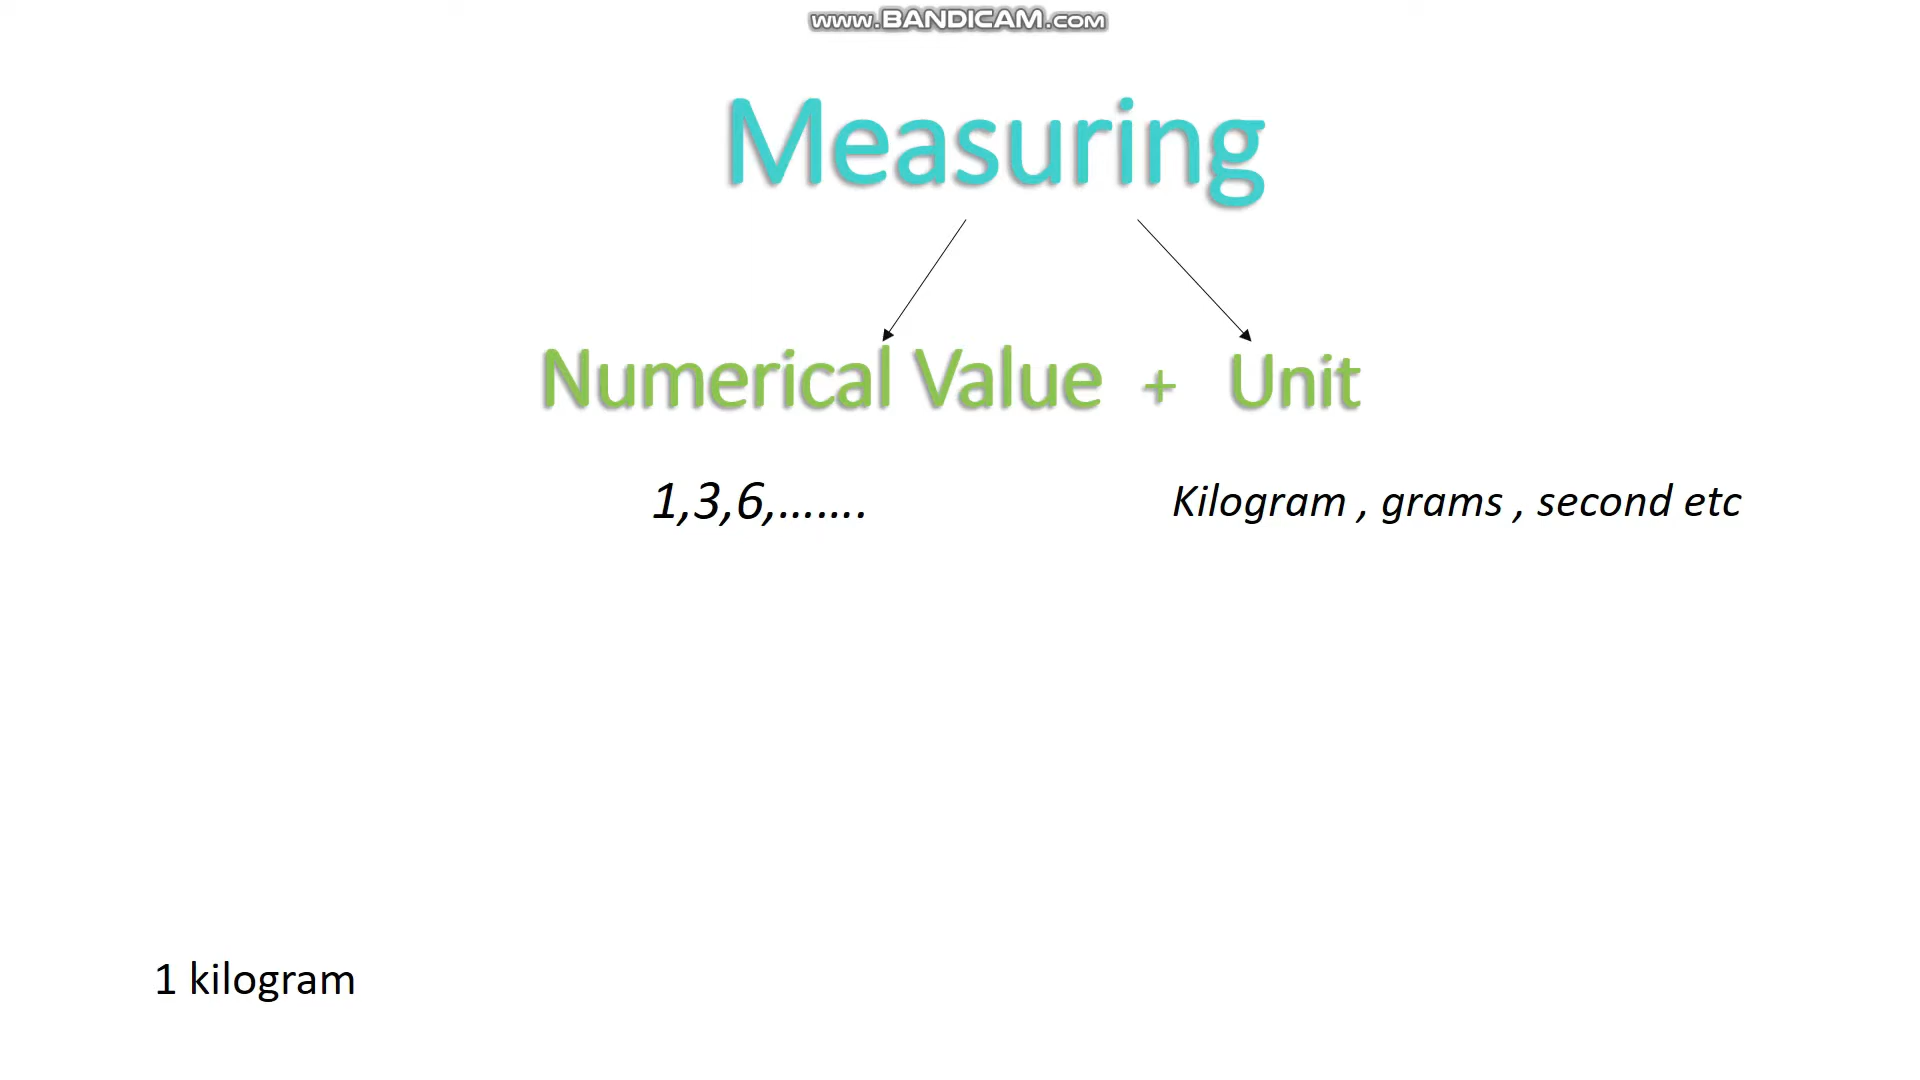 www.BANDICAM.com
Measuring
Numerical Value + Unit
1,3,6,.......
Kilogram , grams , second etc
1 kilogram